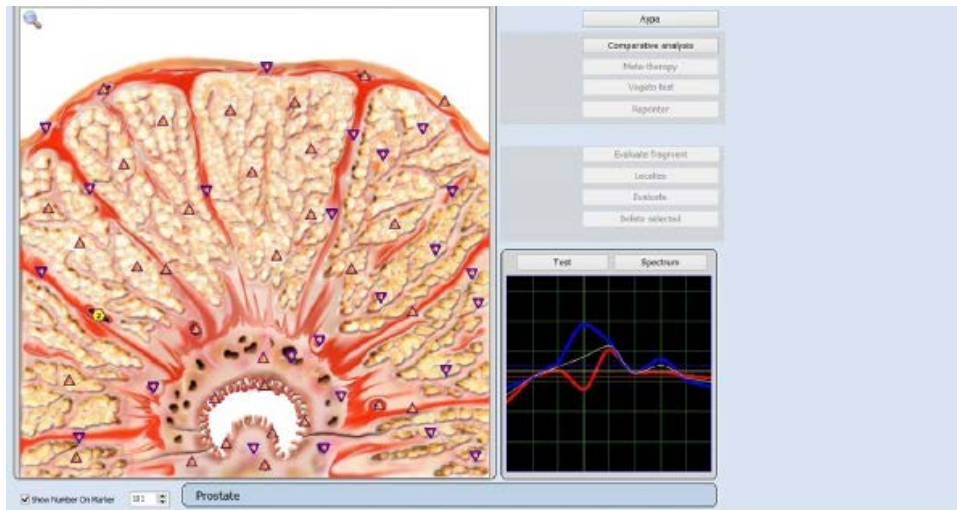 Аура
Comparative analysis
Meta-therapy
Vegeto test
Reporter
Evaluate fragment
Localize
Evaluate
Delete selected
Test
Spectrum
Show Number On Marker
Prostate